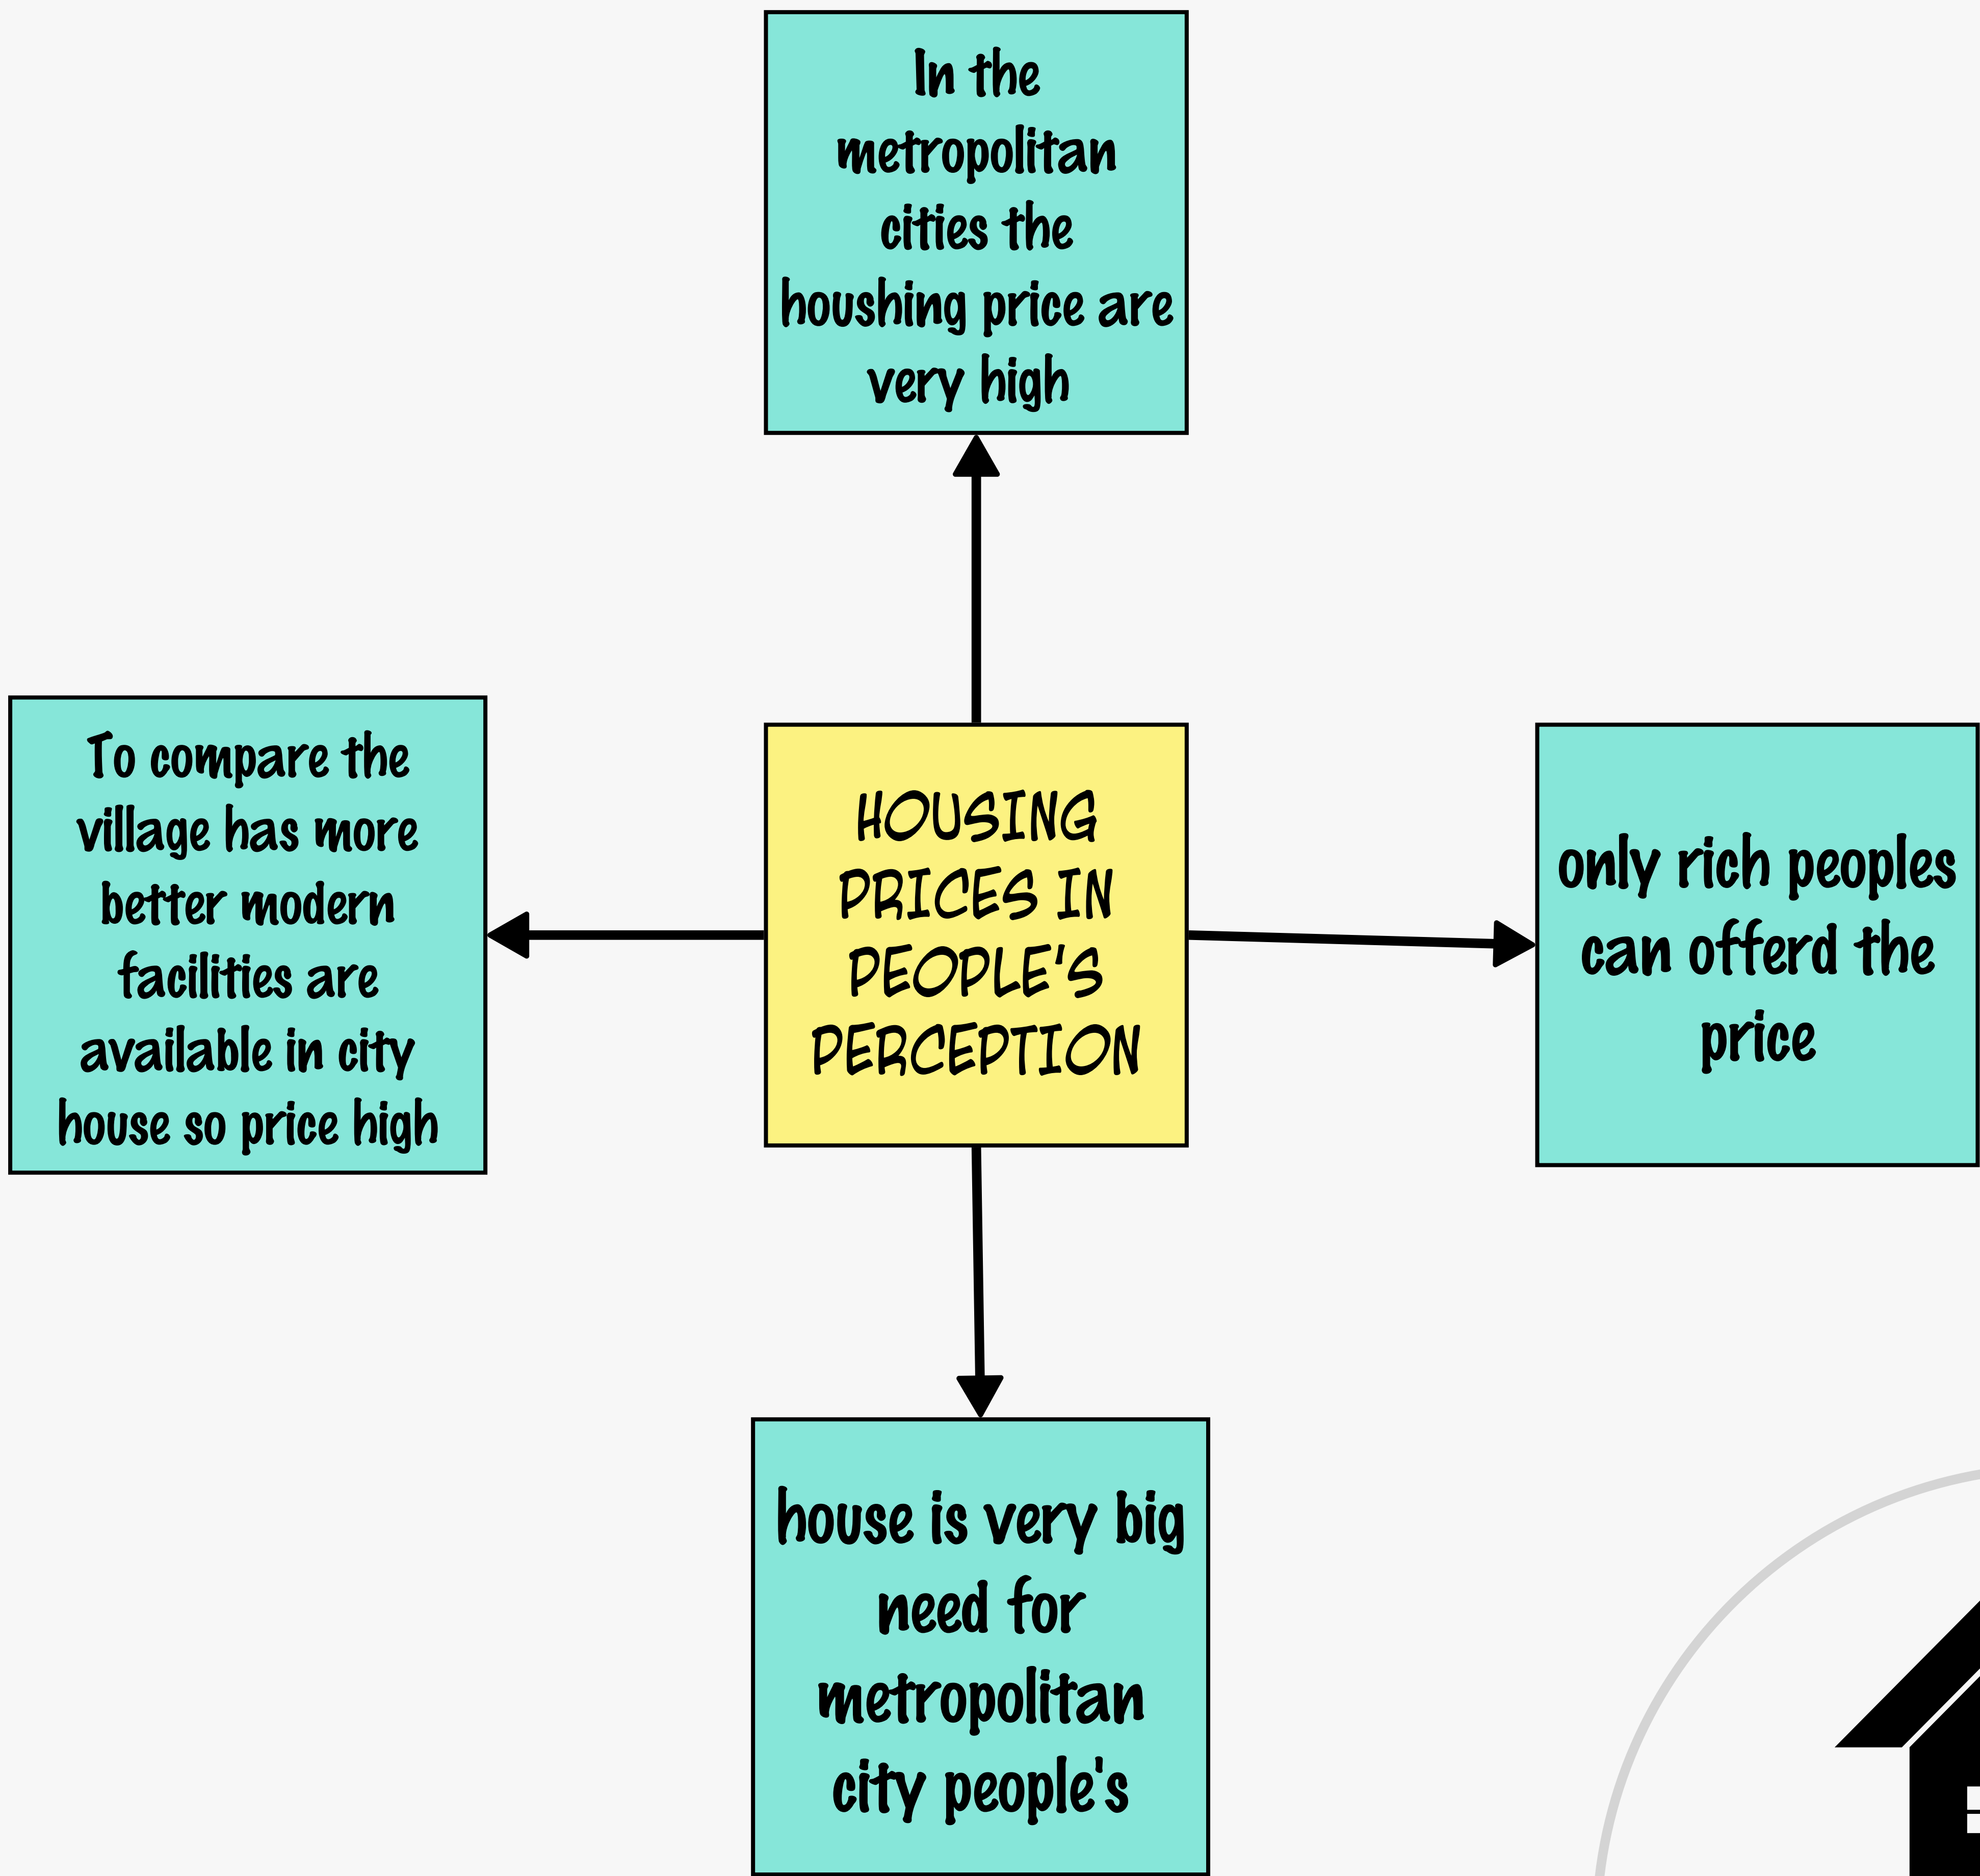 In the
metropolitan
cities the
houshing price are
very high
To compare the
village has more
better modern
facilities are
available in city
house so price high
HOUSING
PRICES IN
PEOPLE'S
PERCEPTION
only rich peoples
can offerd the
price
house is very big
need for
metropolitan
city people's